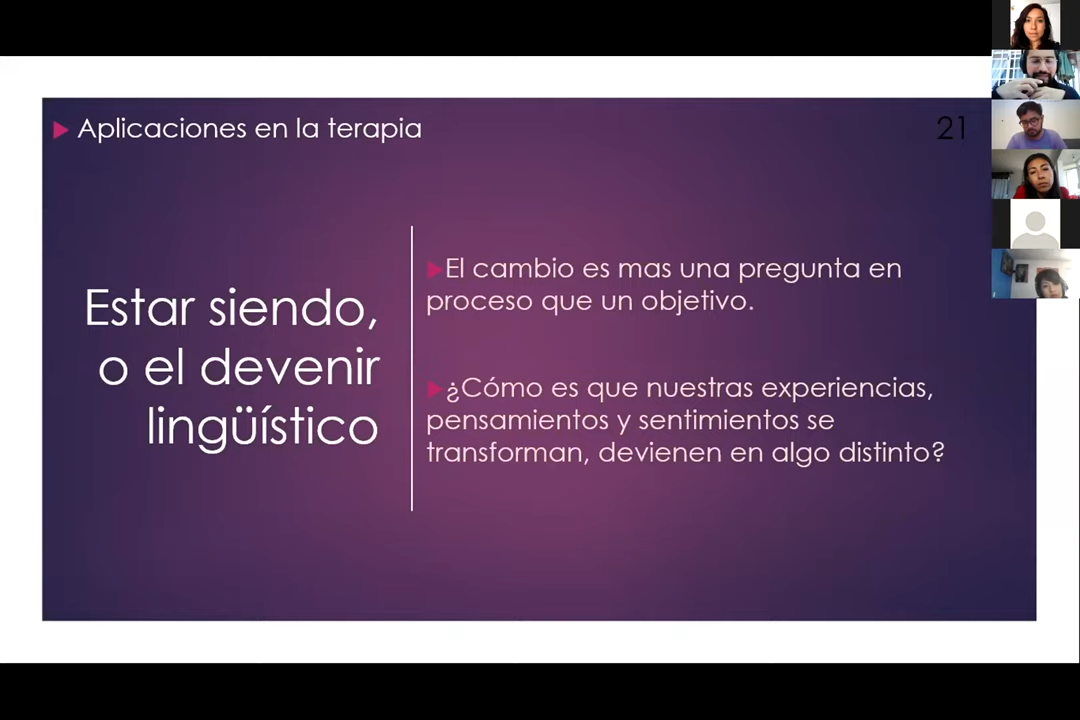 Aplicaciones en la terapia
21
Estar siendo,
o el devenir
lingüístico
El cambio es mas una pregunta en
proceso que un objetivo.
¿Cómo es que nuestras experiencias,
pensamientos y sentimientos se
transforman, devienen en algo distinto?